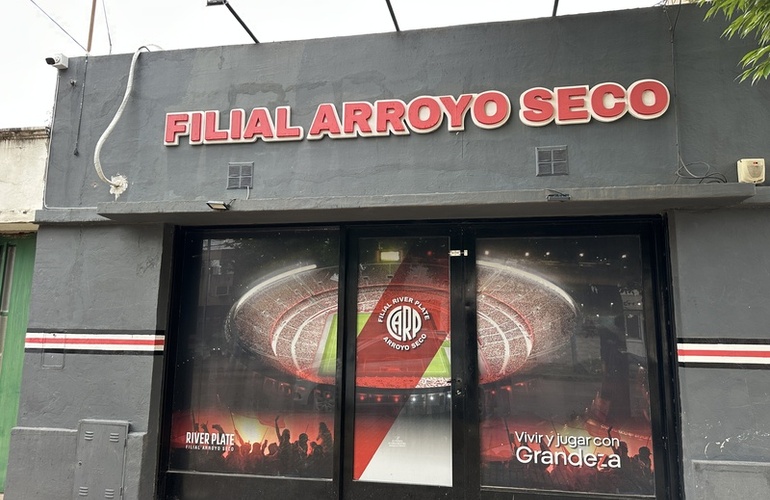 FILIAL ARROYO SECO
FILIAL RIVER PLATE
CARP
ARROYO SECO
RIVER PLATE
FILIAL ARROYO SECO
Vivir y jugar con
Grandeza